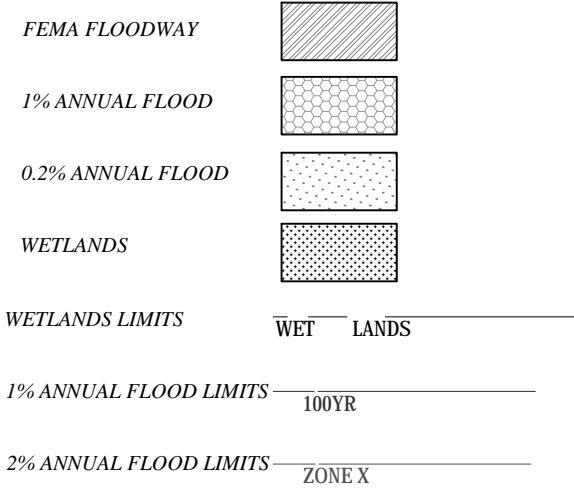 FEMA FLOODWAY
1% ANNUAL FLOOD
0.2% ANNUAL FLOOD
WETLANDS
WETLANDS LIMITS WET LANDS
1% ANNUAL FLOOD LIMITS 100YR
2% ANNUAL FLOOD LIMITS ZONE X